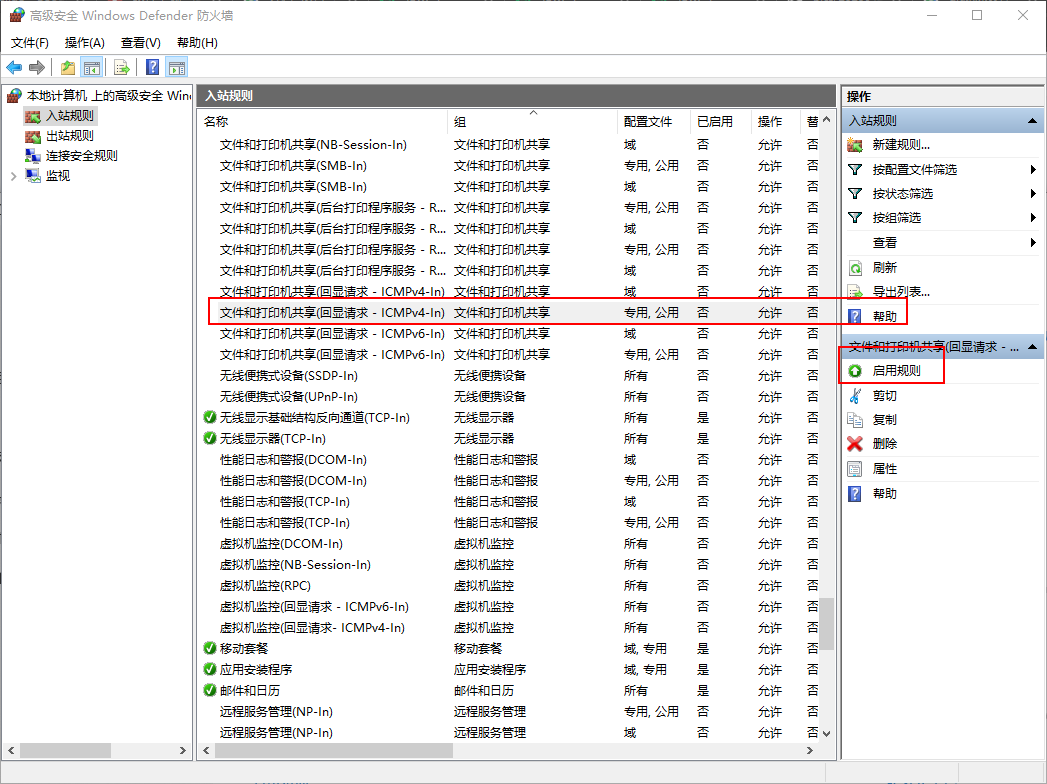 高级安全 Windows Defender 防火墙
文件(F) 操作(A) 查看(V) 帮助(H)
本地计算机 上的高级安全 Win
入站规则
出站规则
连接安全规则
监视
入站规则
名称 组 配置文件 已启用 操作 替
文件和打印机共享(NB-Session-In) 文件和打印机共享 域 否 允许 否
文件和打印机共享(SMB-In) 文件和打印机共享 专用, 公用 否 允许 否
文件和打印机共享(SMB-In) 文件和打印机共享 域 否 允许 否
文件和打印机共享(后台打印程序服务 - R... 文件和打印机共享 专用, 公用 否 允许 否
文件和打印机共享(后台打印程序服务 - R... 文件和打印机共享 域 否 允许 否
文件和打印机共享(后台打印程序服务 - R... 文件和打印机共享 专用, 公用 否 允许 否
文件和打印机共享(后台打印程序服务 - R... 文件和打印机共享 域 否 允许 否
文件和打印机共享(回显请求 - ICMPv4-In) 文件和打印机共享 域 否 允许 否
文件和打印机共享(回显请求 - ICMPv4-In) 文件和打印机共享 专用, 公用 否 允许 否
文件和打印机共享(回显请求 - ICMPv6-In) 文件和打印机共享 域 否 允许 否
文件和打印机共享(回显请求 - ICMPv6-In) 文件和打印机共享 专用, 公用 否 允许 否
无线便携式设备(SSDP-In) 无线便携设备 所有 否 允许 否
无线便携式设备(UPnP-In) 无线便携设备 所有 否 允许 否
无线显示基础结构反向通道(TCP-In) 无线显示器 所有 是 允许 否
无线显示器(TCP-In) 无线显示器 所有 是 允许 否
性能日志和警报(DCOM-In) 性能日志和警报 域 否 允许 否
性能日志和警报(DCOM-In) 性能日志和警报 专用, 公用 否 允许 否
性能日志和警报(TCP-In) 性能日志和警报 域 否 允许 否
性能日志和警报(TCP-In) 性能日志和警报 专用, 公用 否 允许 否
虚拟机监控(DCOM-In) 虚拟机监控 所有 否 允许 否
虚拟机监控(NB-Session-In) 虚拟机监控 所有 否 允许 否
虚拟机监控(RPC) 虚拟机监控 所有 否 允许 否
虚拟机监控(回显请求 - ICMPv6-In) 虚拟机监控 所有 否 允许 否
虚拟机监控(回显请求- ICMPv4-In) 虚拟机监控 所有 否 允许 否
移动套餐 移动套餐 域, 专用 是 允许 否
应用安装程序 应用安装程序 域, 专用 是 允许 否
邮件和日历 邮件和日历 所有 是 允许 否
远程服务管理(NP-In) 远程服务管理 专用, 公用 否 允许 否
远程服务管理(NP-In) 远程服务管理 域 否 允许 否
操作
入站规则
新建规则...
按配置文件筛选
按状态筛选
按组筛选
查看
刷新
导出列表...
帮助
文件和打印机共享(回显请求 - ...
启用规则
剪切
复制
删除
属性
帮助